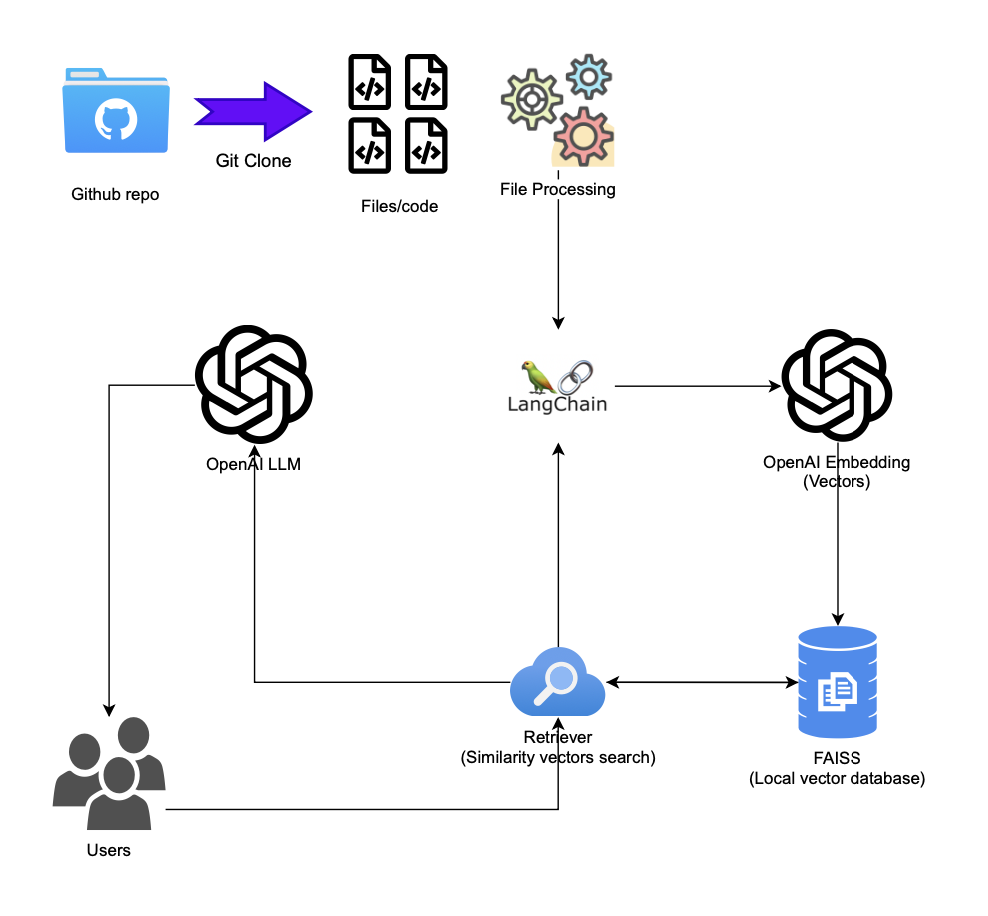 Git Clone
Github repo
Files/code
File Processing
LangChain
OpenAI LLM
OpenAI Embedding
(Vectors)
Retriever
(Similarity vectors search)
FAISS
(Local vector database)
Users